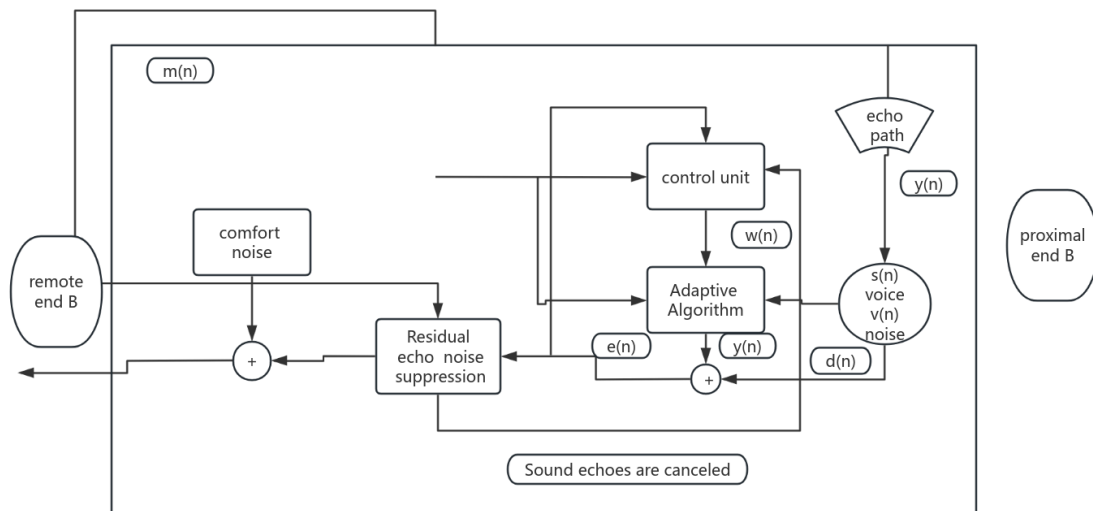 m(n)
echo
path
control unit
y(n)
comfort
noise
w(n)
proximal
end B
remote
end B
s(n)
voice
v(n)
noise
Adaptive
Algorithm
Residual
echo noise
suppression
e(n)
y(n)
+
d(n)
+
Sound echoes are canceled